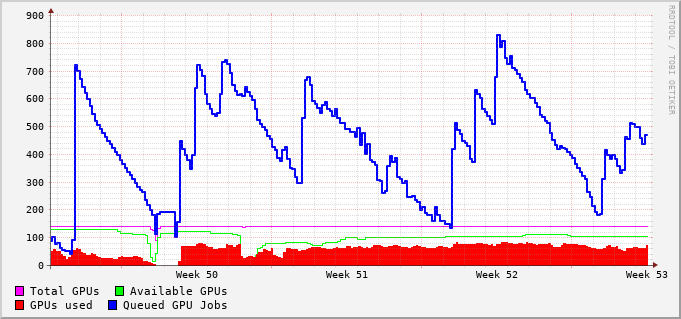 900
800
700
600
500
400
300
200
100
0
Week 50 Week 51 Week 52 Week 53
Total GPUs Available GPUs
GPUs used Queued GPU Jobs
RRDTOOL / TOBI OETIKER